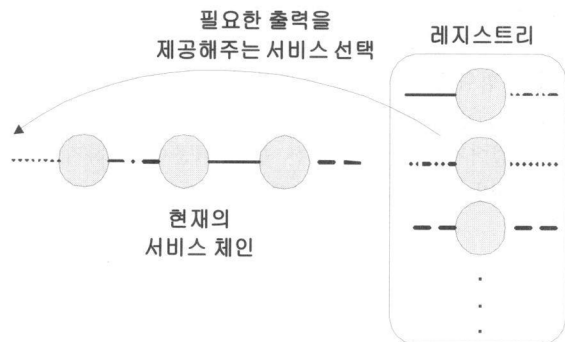 필요한 출력을
제공해주는 서비스 선택
레지스트리
현재의
서비스 체인